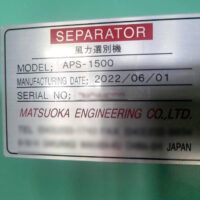 SEPARATOR
風力選別機
MODEL: APS-1500
MANUFACTURING DATE: 2022/06/01
SERIAL NO:
MATSUOKA ENGINEERING CO.,LTD.
JAPAN